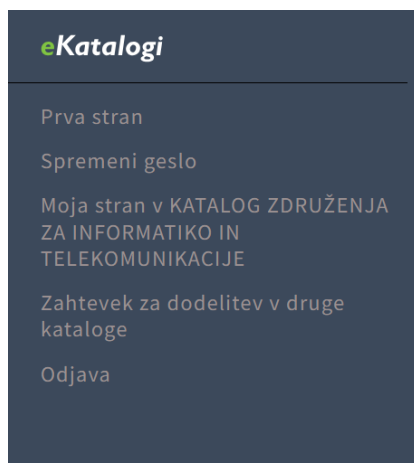 eKatalogi
Prva stran
Spremeni geslo
Moja stran v KATALOG ZDRUŽENJA
ZA INFORMATIKO IN
TELEKOMUNIKACIJE
Zahtevek za dodelitev v druge
kataloge
Odjava